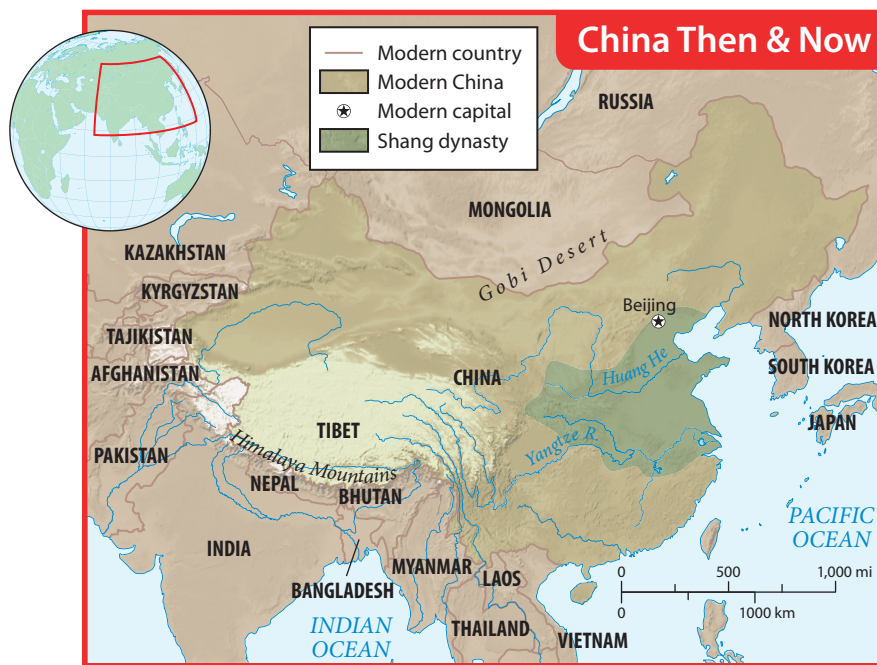 China Then & Now
Modern country
Modern China
Modern capital
Shang dynasty
RUSSIA
MONGOLIA
KAZAKHSTAN
Gobi Desert
KYRGYZSTAN
Beijing
NORTH KOREA
TAJIKISTAN
SOUTH KOREA
AFGHANISTAN
CHINA
Huang He
JAPAN
TIBET
Yangtze R.
PAKISTAN
Himalaya Mountains
NEPAL
BHUTAN
PACIFIC
OCEAN
INDIA
MYANMAR
LAOS
BANGLADESH
0 500 1,000 mi
0 1000 km
INDIAN
OCEAN
THAILAND
VIETNAM